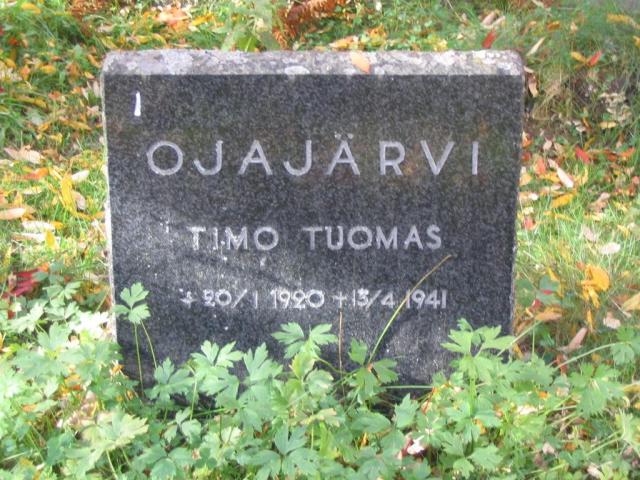 OJAJÄRVI
TIMO TUOMAS
* 20/1 1920 + 13/4 1941